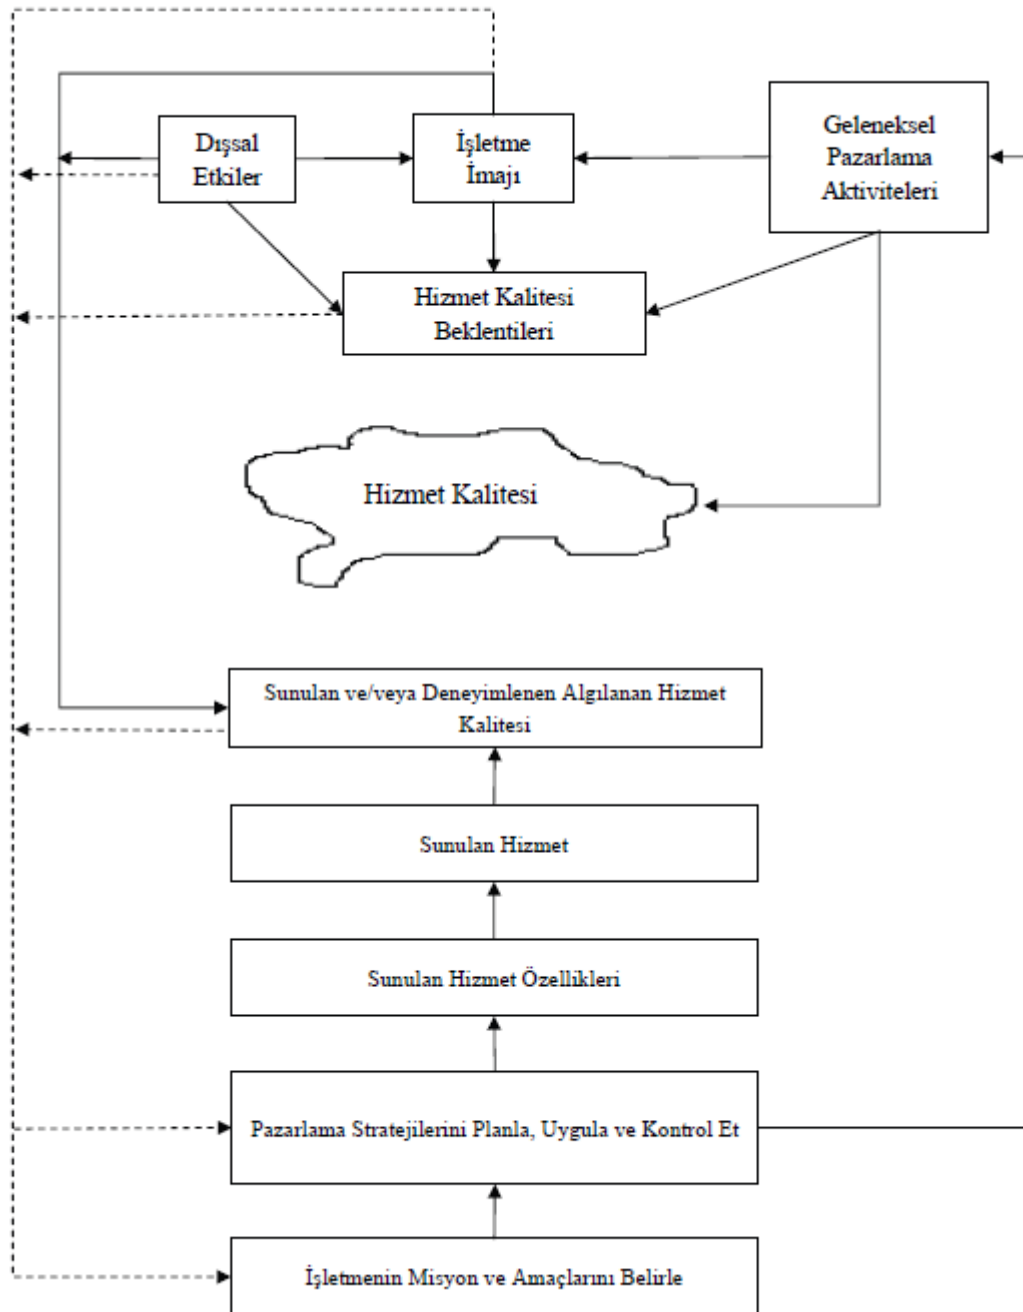 Dışsal
Etkiler
İşletme
İmajı
Geleneksel
Pazarlama
Aktiviteleri
Hizmet Kalitesi
Beklentileri
Hizmet Kalitesi
Sunulan ve/veya Deneyimlenen Algılanan Hizmet
Kalitesi
Sunulan Hizmet
Sunulan Hizmet Özellikleri
Pazarlama Stratejilerini Planla, Uygula ve Kontrol Et
İşletmenin Misyon ve Amaçlarını Belirle